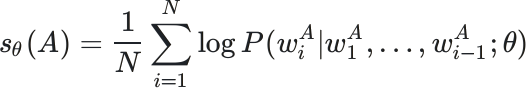 s_θ(A) = \frac{1}{N} \sum_{i=1}^{N} \log P(w_i^A | w_1^A, \ldots, w_{i-1}^A; θ)